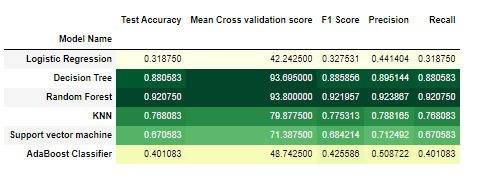 Test Accuracy Mean Cross validation score F1 Score Precision Recall
Model Name
Logistic Regression 0.318750 42.242500 0.327531 0.441404 0.318750
Decision Tree 0.880583 93.695000 0.885856 0.895144 0.880583
Random Forest 0.920750 93.800000 0.921957 0.923867 0.920750
KNN 0.768083 79.877500 0.775313 0.788165 0.768083
Support vector machine 0.670583 71.387500 0.684214 0.712492 0.670583
AdaBoost Classifier 0.401083 48.742500 0.425586 0.508722 0.401083